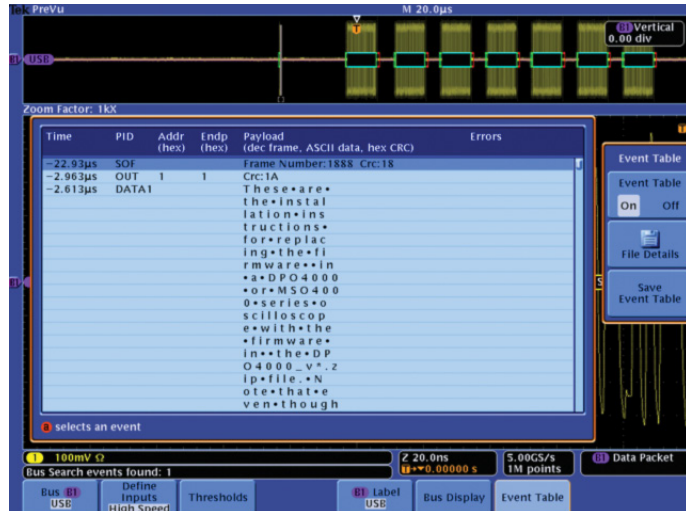 Tek PreVu M 20.0µs
B1 Vertical
0.00 div
B1 USB
Zoom Factor: 1kX
Time PID Addr (hex) Endp (hex) Payload (dec frame, ASCII data, hex CRC) Errors
−22.93µs SOF Frame Number:1888 Crc:18
−2.963µs OUT 1 1 Crc:1A
−2.613µs DATA1 These•are•
the•instal
lation•ins
tructions•
for•replac
ing•the•fi
rmware••in
•a•DPO4000
•or•MSO400
0•series•o
scilloscop
e•with•the
•firmware•
in••the•DP
O4000_v*.z
ip•file.•N
ote•that•e
ven•though
a selects an event
Event Table
Event Table
On Off
File Details
Save
Event Table
1 100mV Ω
Z 20.0ns
T→▼0.00000 s
5.00GS/s
1M points
B1 Data Packet
Bus Search events found: 1
Bus B1
USB
Define
Inputs
High Speed
Thresholds
B1 Label
USB
Bus Display
Event Table